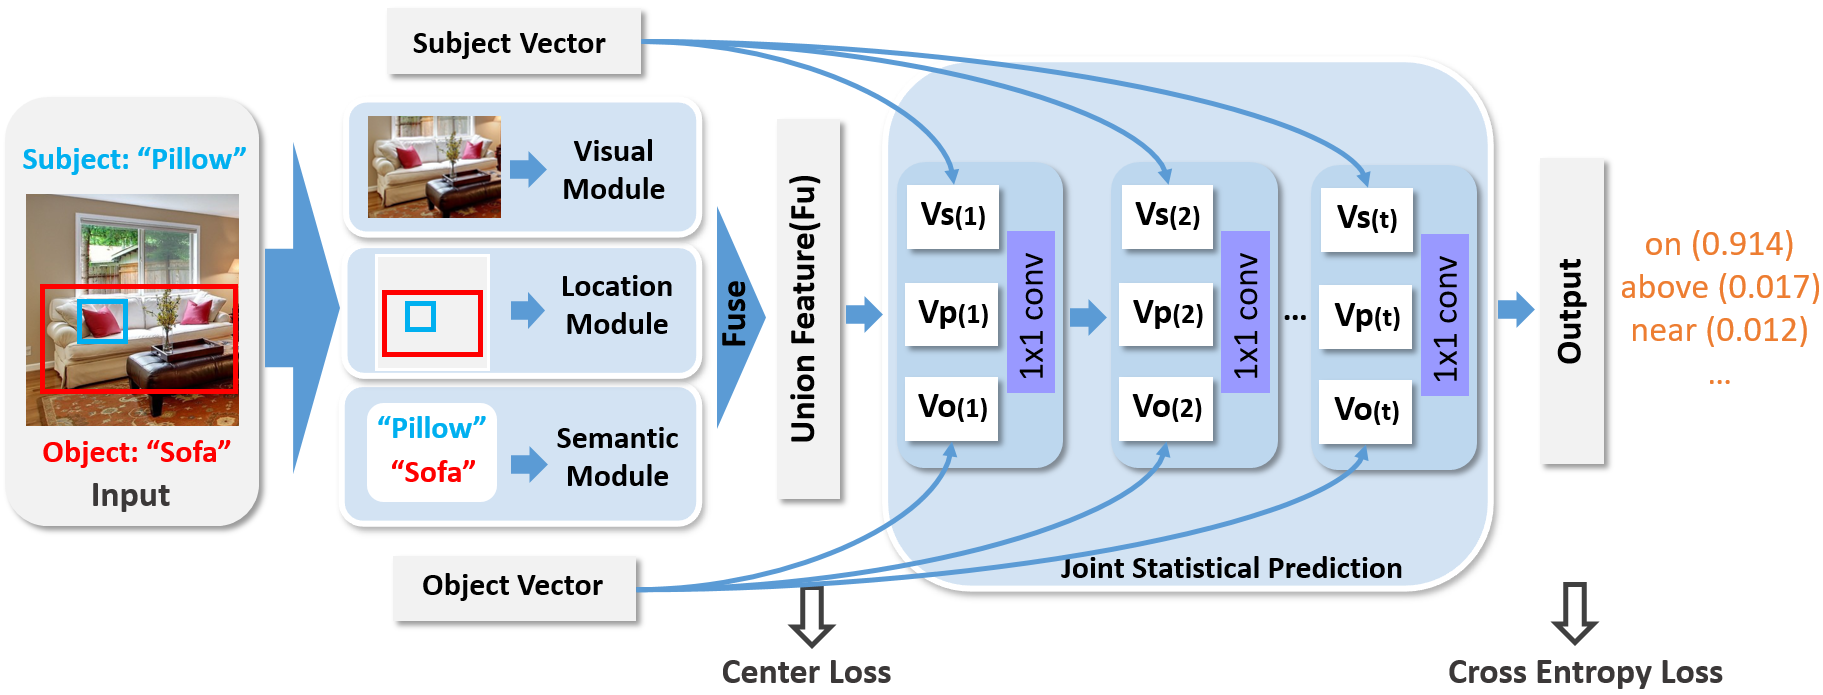 Subject Vector
Subject: “Pillow”
Object: “Sofa”
Input
Visual
Module
Location
Module
“Pillow”
“Sofa”
Semantic
Module
Fuse
Union Feature(Fu)
Object Vector
Vs(1)
Vp(1)
Vo(1)
1x1 conv
Vs(2)
Vp(2)
Vo(2)
1x1 conv
...
Vs(t)
Vp(t)
Vo(t)
1x1 conv
Joint Statistical Prediction
Output
on (0.914)
above (0.017)
near (0.012)
...
Center Loss
Cross Entropy Loss